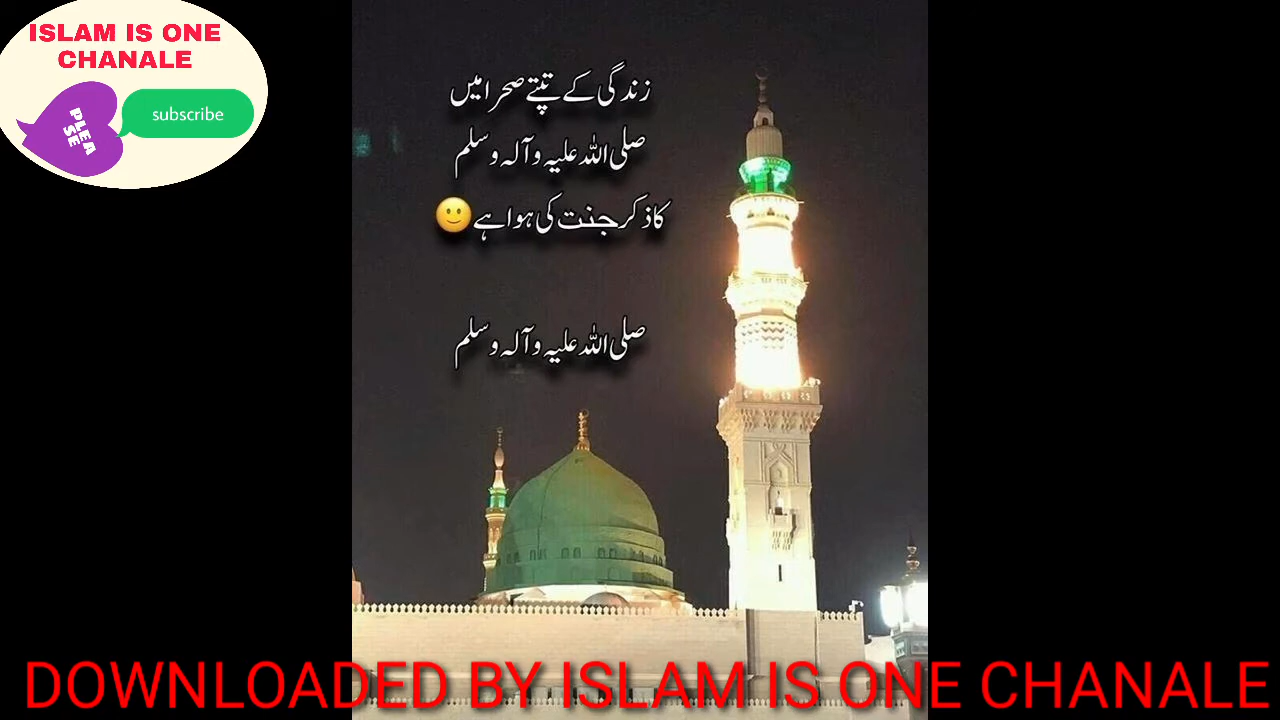 ISLAM IS ONE
CHANALE
PLEA
SE
subscribe
زندگی کے تپتے صحرا میں
صلی اللہ علیہ وآلہ وسلم
کا ذکر جنت کی ہوا ہے🙂
صلی اللہ علیہ وآلہ وسلم
DOWNLOADED BY ISLAM IS ONE CHANALE